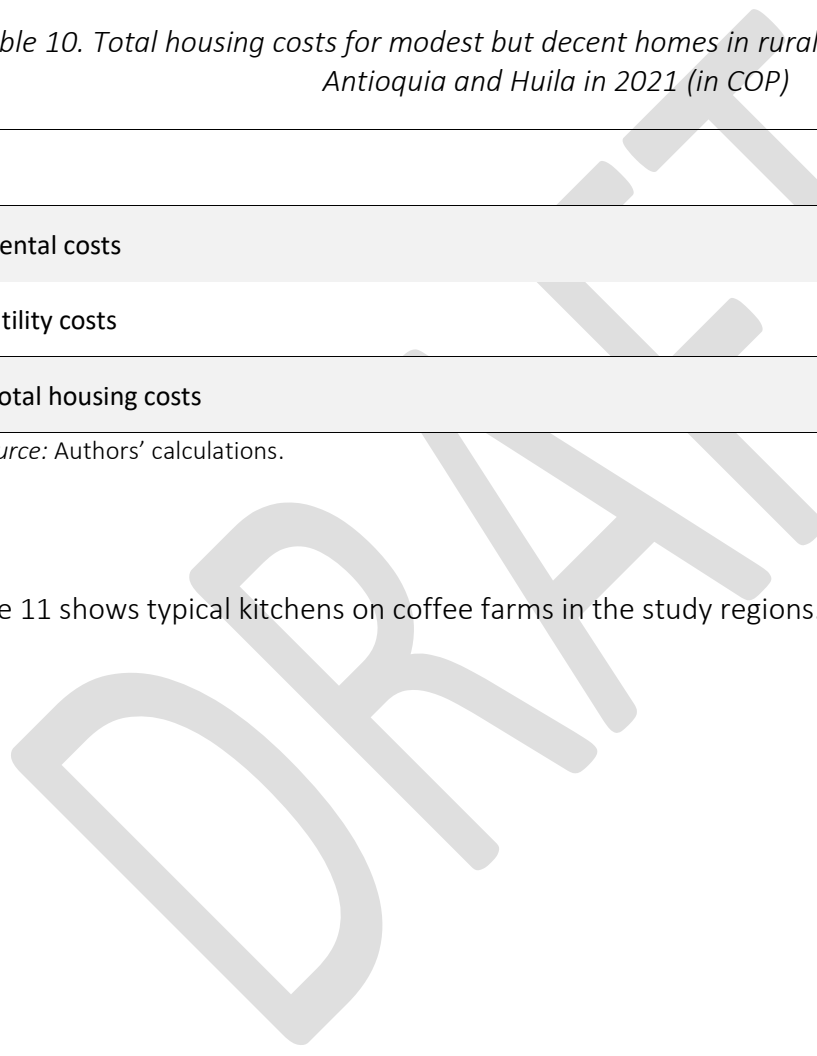 ble 10. Total housing costs for modest but decent homes in rural
Antioquia and Huila in 2021 (in COP)
ental costs
tility costs
otal housing costs
urce: Authors’ calculations.
e 11 shows typical kitchens on coffee farms in the study regions.
DRAFT